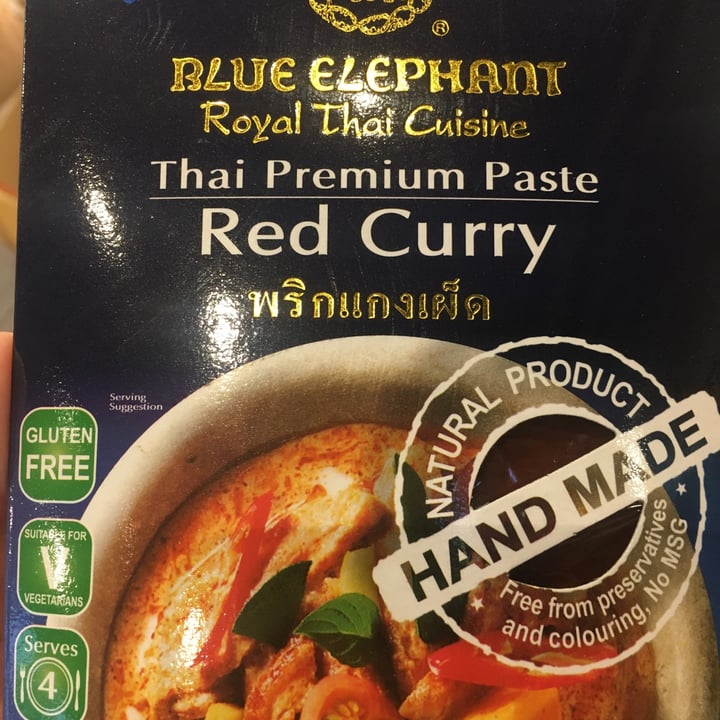 ®
BLUE ELEPHANT
Royal Thai Cuisine
Thai Premium Paste
Red Curry
พริกแกงเผ็ด
Serving
Suggestion
GLUTEN
FREE
SUITABLE FOR
V
VEGETARIANS
Serves
4
NATURAL PRODUCT
HAND MADE
Free from preservatives
and colouring, No MSG